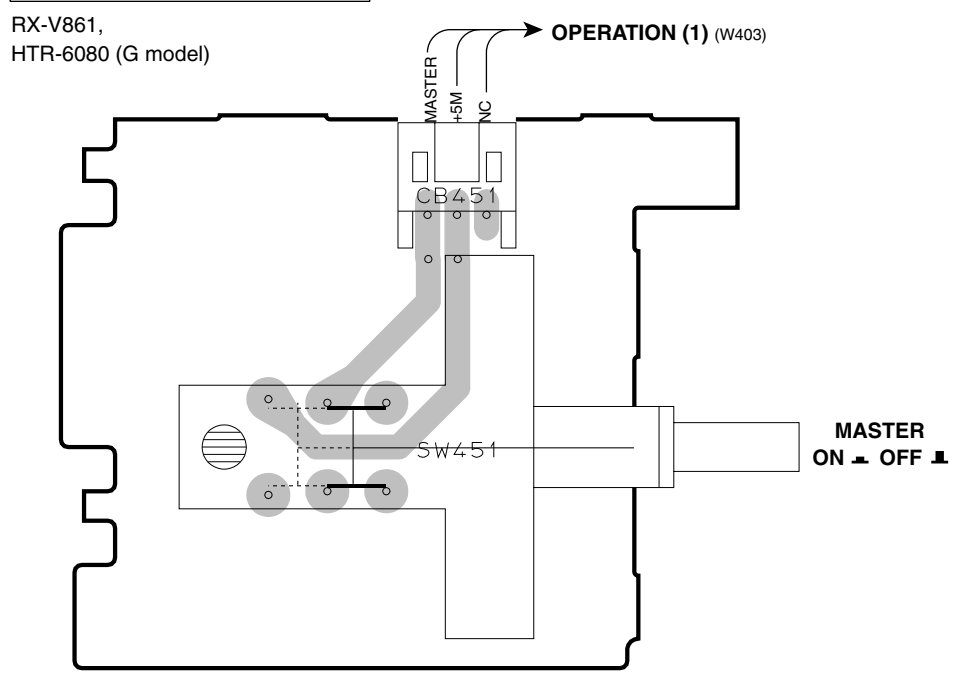 RX-V861,
HTR-6080 (G model)
OPERATION (1) (W403)
MASTER
+5M
NC
CB451
SW451
MASTER
ON OFF